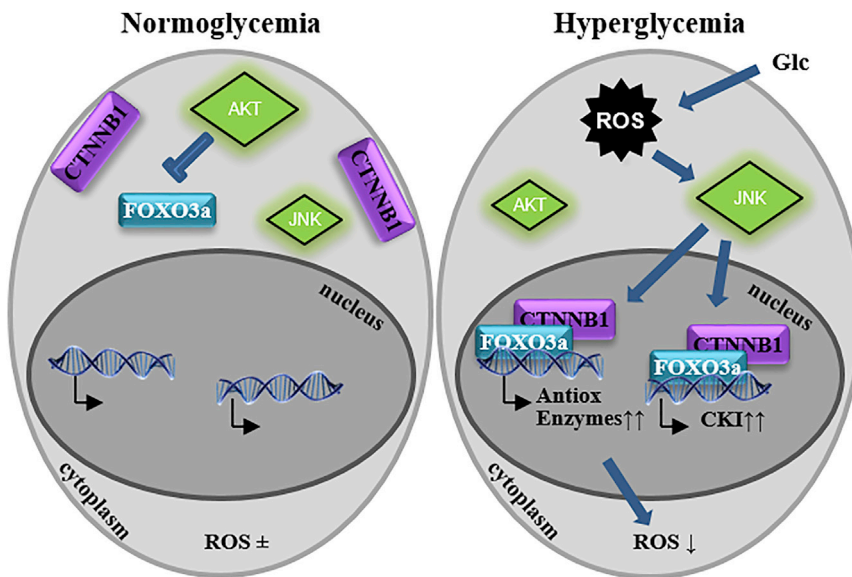 Normoglycemia
CTNNB1
AKT
CTNNB1
FOXO3a
JNK
nucleus
cytoplasm
ROS ±
Hyperglycemia
Glc
ROS
AKT
JNK
nucleus
CTNNB1
FOXO3a
CTNNB1
FOXO3a
Antiox
Enzymes↑↑
CKI↑↑
cytoplasm
ROS ↓